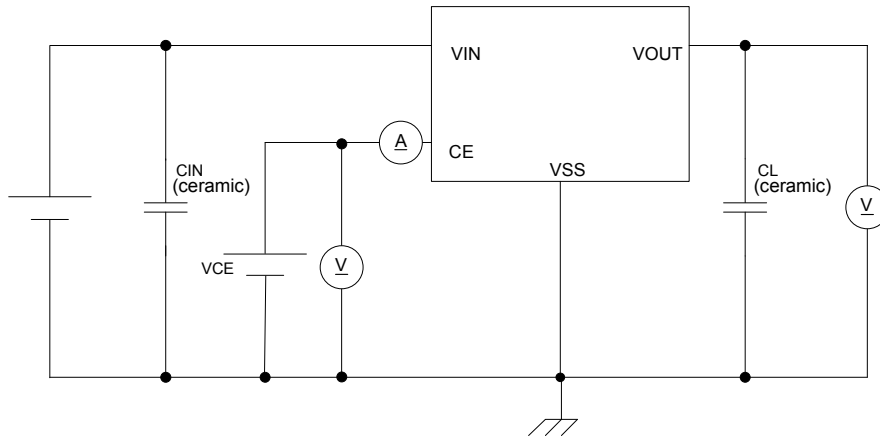 VIN
VOUT
A
CE
VSS
CIN
(ceramic)
CL
(ceramic)
V
VCE
V